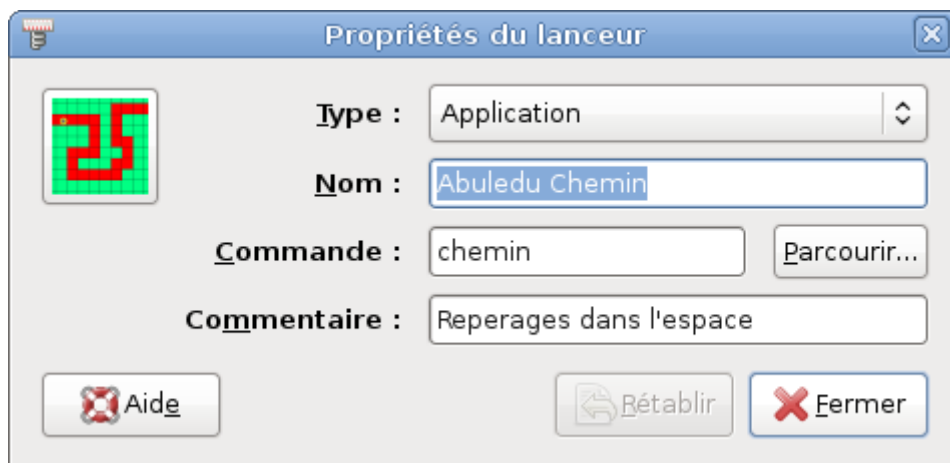 Propriétés du lanceur
Type : Application
Nom : Abuledu Chemin
Commande : chemin Parcourir...
Commentaire : Reperages dans l'espace
Aide Rétablir Fermer